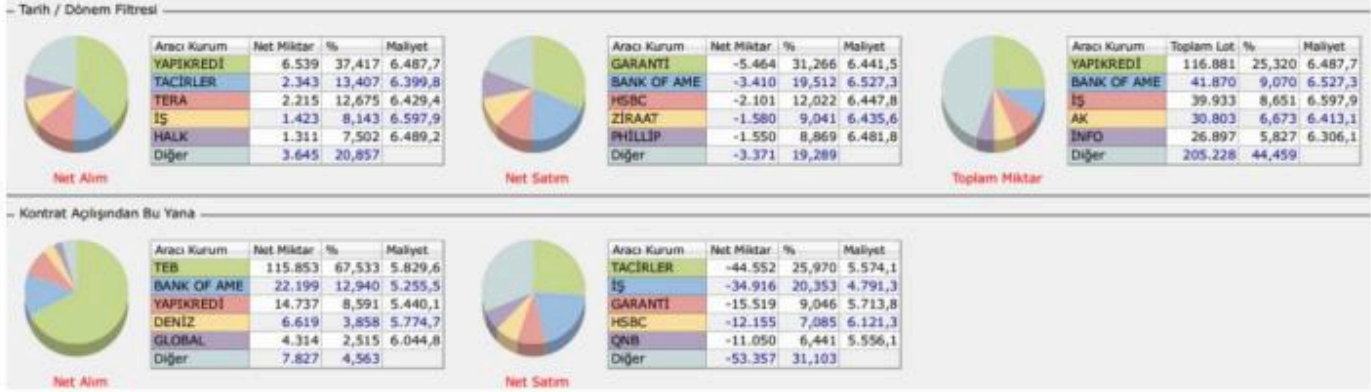 Tarih / Dönem Filtresi
Aracı Kurum Net Miktar % Maliyet
YAPIKREDİ 6.539 37,417 6.487,7
TACİRLER 2.343 13,407 6.399,8
TERA 2.215 12,675 6.429,4
İŞ 1.423 8,143 6.597,9
HALK 1.311 7,502 6.489,2
Diğer 3.645 20,857
Net Alım
Aracı Kurum Net Miktar % Maliyet
GARANTİ -5.464 31,266 6.441,5
BANK OF AME -3.410 19,512 6.527,3
HSBC -2.101 12,022 6.447,8
ZİRAAT -1.580 9,041 6.435,6
PHİLLİP -1.550 8,869 6.481,8
Diğer -3.371 19,289
Net Satım
Aracı Kurum Toplam Lot % Maliyet
YAPIKREDİ 116.881 25,320 6.487,7
BANK OF AME 41.870 9,070 6.527,3
İŞ 39.933 8,651 6.597,9
AK 30.803 6,673 6.413,1
İNFO 26.897 5,827 6.306,1
Diğer 205.228 44,459
Toplam Miktar
Kontrat Açılışından Bu Yana
Aracı Kurum Net Miktar % Maliyet
TEB 115.853 67,533 5.829,6
BANK OF AME 22.199 12,940 5.255,5
YAPIKREDİ 14.737 8,591 5.440,1
DENİZ 6.619 3,858 5.774,7
GLOBAL 4.314 2,515 6.044,8
Diğer 7.827 4,563
Net Alım
Aracı Kurum Net Miktar % Maliyet
TACİRLER -44.552 25,970 5.574,1
İŞ -34.916 20,353 4.791,3
GARANTİ -15.519 9,046 5.713,8
HSBC -12.155 7,085 6.121,3
QNB -11.050 6,441 5.556,1
Diğer -53.357 31,103
Net Satım